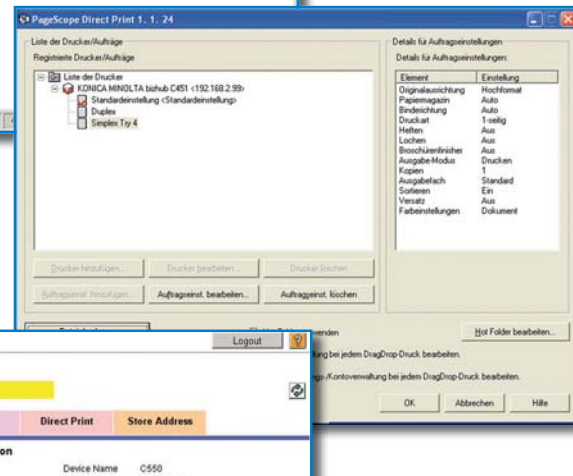 PageScope Direct Print 1. 1. 24
Liste der Drucker/Aufträge
Registrierte Drucker/Aufträge
Liste der Drucker
KONICA MINOLTA bizhub C451 <192.168.2.99>
Standardeinstellung <Standardeinstellung>
Duplex
Simplex Try 4
Drucker hinzufügen...
Drucker bearbeiten...
Drucker löschen
Auftragseinst. hinzufügen...
Auftragseinst. bearbeiten...
Auftragseinst. löschen
Details für Auftragseinstellungen
Details für Auftragseinstellungen:
Element Einstellung
Originalausrichtung Hochformat
Papiermagazin Auto
Binderichtung Auto
Druckart 1-seitig
Heften Aus
Lochen Aus
Broschürenfinisher Aus
Ausgabe-Modus Drucken
Kopien 1
Ausgabefach Standard
Sortieren Ein
Versatz Aus
Farbeinstellungen Dokument
wenden
Hot Folder bearbeiten...
bei jedem DragDrop-Druck bearbeiten.
/Kontoverwaltung bei jedem DragDrop-Druck bearbeiten.
OK
Abbrechen
Hilfe
Logout
?
Direct Print
Store Address
on
Device Name C550